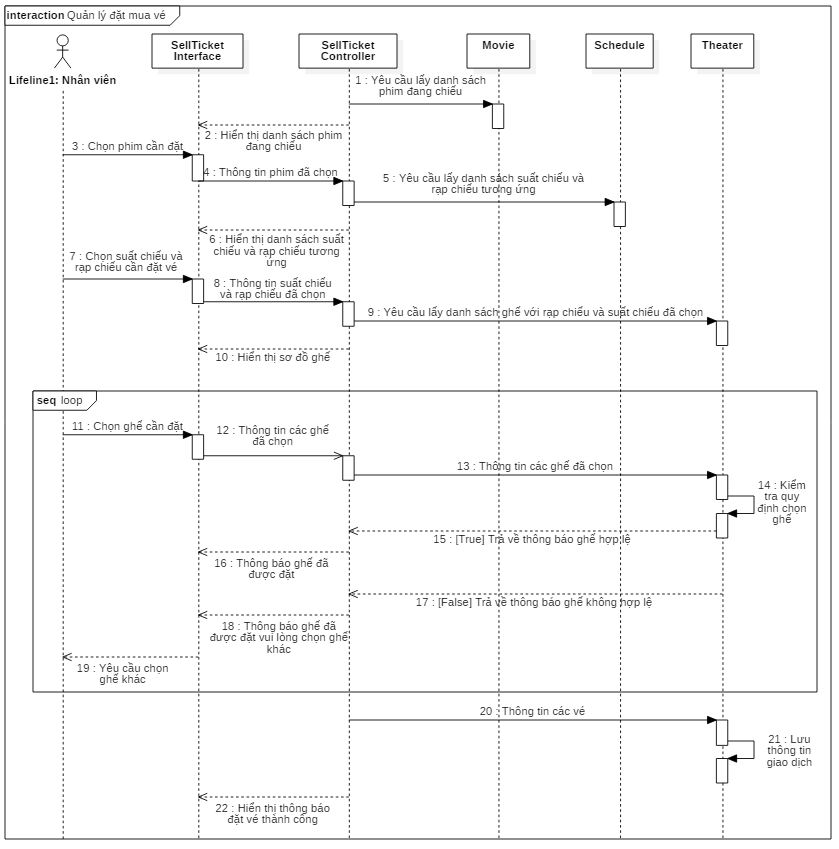 interaction Quản lý đặt mua vé
SellTicket
Interface
SellTicket
Controller
Movie
Schedule
Theater
Lifeline1: Nhân viên
1 : Yêu cầu lấy danh sách
phim đang chiếu
2 : Hiển thị danh sách phim
đang chiếu
3 : Chọn phim cần đặt
4 : Thông tin phim đã chọn
5 : Yêu cầu lấy danh sách suất chiếu và
rạp chiếu tương ứng
6 : Hiển thị danh sách suất
chiếu và rạp chiếu tương
ứng
7 : Chọn suất chiếu và
rạp chiếu cần đặt vé
8 : Thông tin suất chiếu
và rạp chiếu đã chọn
9 : Yêu cầu lấy danh sách ghế với rạp chiếu và suất chiếu đã chọn
10 : Hiển thị sơ đồ ghế
seq loop
11 : Chọn ghế cần đặt
12 : Thông tin các ghế
đã chọn
13 : Thông tin các ghế đã chọn
14 : Kiểm
tra quy
định chọn
ghế
15 : [True] Trả về thông báo ghế hợp lệ
16 : Thông báo ghế đã
được đặt
17 : [False] Trả về thông báo ghế không hợp lệ
18 : Thông báo ghế đã
được đặt vui lòng chọn ghế
khác
19 : Yêu cầu chọn
ghế khác
20 : Thông tin các vé
21 : Lưu
thông tin
giao dịch
22 : Hiển thị thông báo
đặt vé thành công